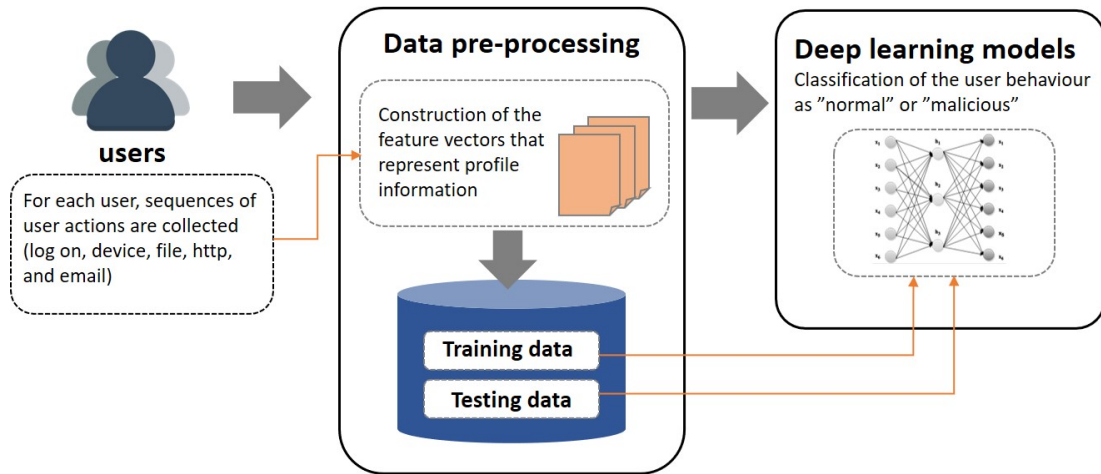 users
For each user, sequences of
user actions are collected
(log on, device, file, http,
and email)
Data pre-processing
Construction of the
feature vectors that
represent profile
information
Training data
Testing data
Deep learning models
Classification of the user behaviour
as ”normal” or ”malicious”